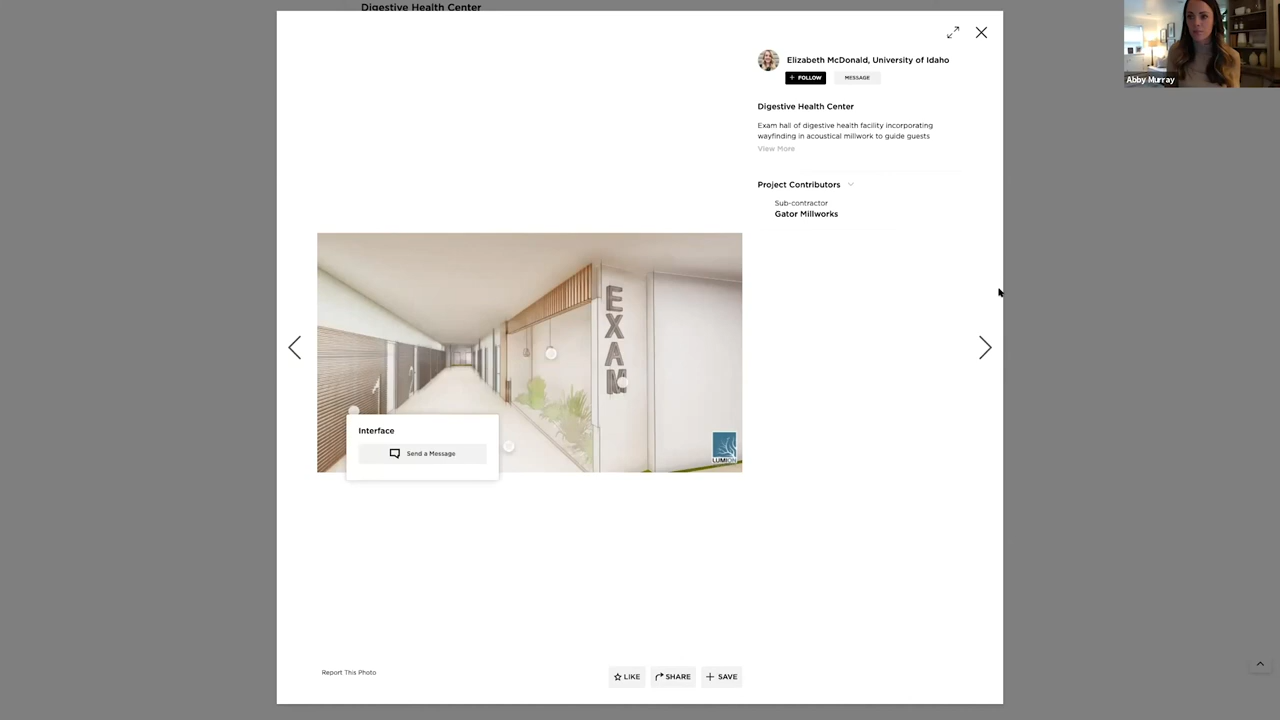 Digestive Health Center
Elizabeth McDonald, University of Idaho
+ FOLLOW
MESSAGE
Abby Murray
Digestive Health Center
Exam hall of digestive health facility incorporating
wayfinding in acoustical millwork to guide guests
View More
Project Contributors
Sub-contractor
Gator Millworks
EXAM
Interface
Send a Message
LUMION
Report This Photo
LIKE
SHARE
+ SAVE